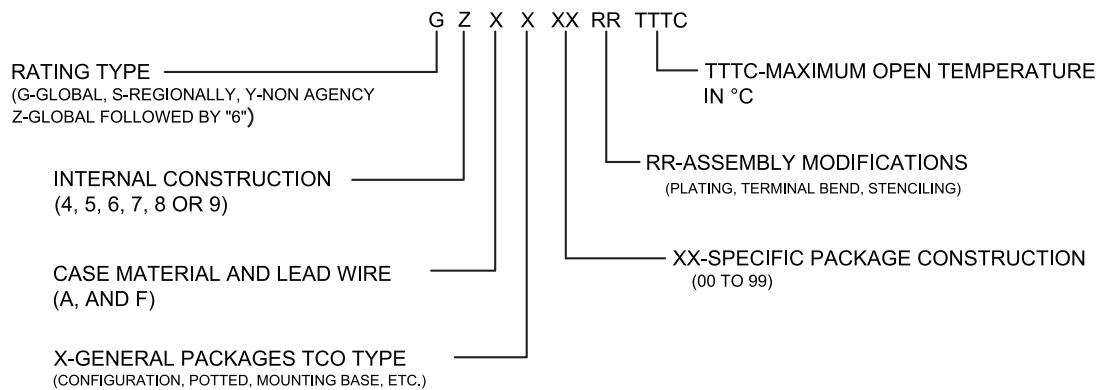 G Z X X XX RR TTTC
RATING TYPE
(G-GLOBAL, S-REGIONALLY, Y-NON AGENCY
Z-GLOBAL FOLLOWED BY "6")
TTTC-MAXIMUM OPEN TEMPERATURE
IN °C
INTERNAL CONSTRUCTION
(4, 5, 6, 7, 8 OR 9)
RR-ASSEMBLY MODIFICATIONS
(PLATING, TERMINAL BEND, STENCILING)
CASE MATERIAL AND LEAD WIRE
(A, AND F)
XX-SPECIFIC PACKAGE CONSTRUCTION
(00 TO 99)
X-GENERAL PACKAGES TCO TYPE
(CONFIGURATION, POTTED, MOUNTING BASE, ETC.)